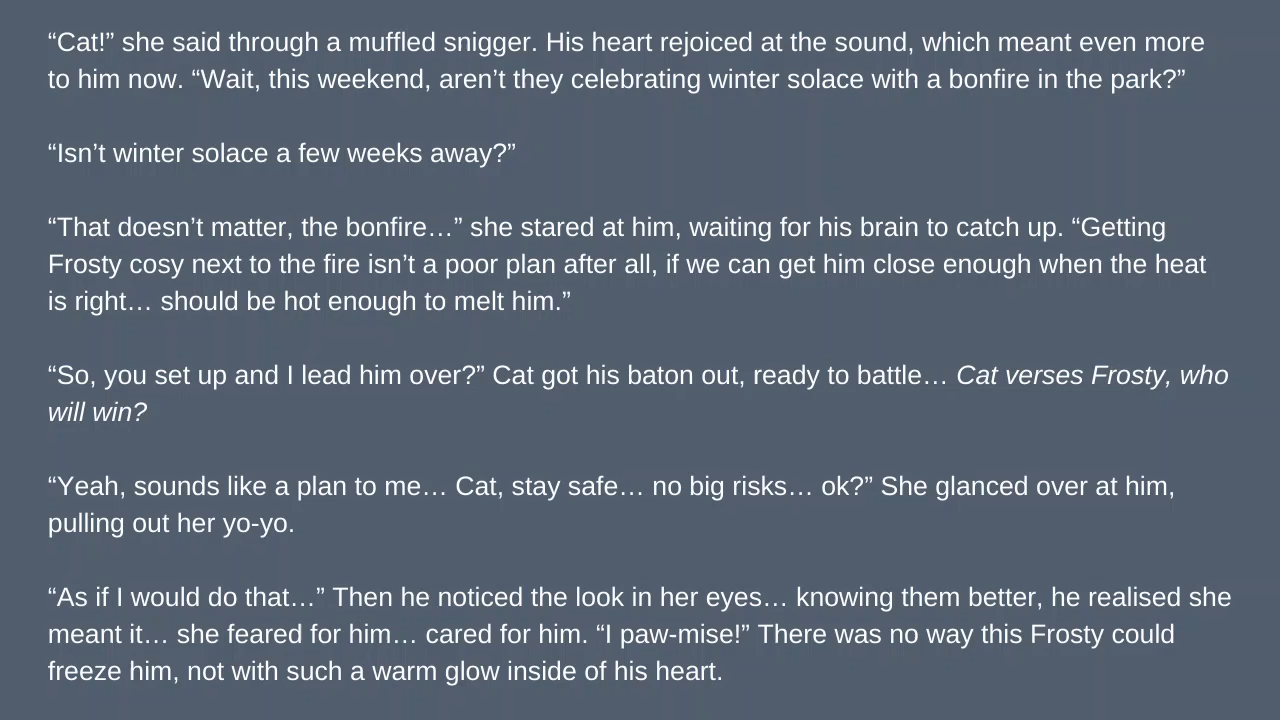 “Cat!” she said through a muffled snigger. His heart rejoiced at the sound, which meant even more
to him now. “Wait, this weekend, aren’t they celebrating winter solace with a bonfire in the park?”
“Isn’t winter solace a few weeks away?”
“That doesn’t matter, the bonfire…” she stared at him, waiting for his brain to catch up. “Getting
Frosty cosy next to the fire isn’t a poor plan after all, if we can get him close enough when the heat
is right… should be hot enough to melt him.”
“So, you set up and I lead him over?” Cat got his baton out, ready to battle… Cat verses Frosty, who
will win?
“Yeah, sounds like a plan to me… Cat, stay safe… no big risks… ok?” She glanced over at him,
pulling out her yo-yo.
“As if I would do that…” Then he noticed the look in her eyes… knowing them better, he realised she
meant it… she feared for him… cared for him. “I paw-mise!” There was no way this Frosty could
freeze him, not with such a warm glow inside of his heart.